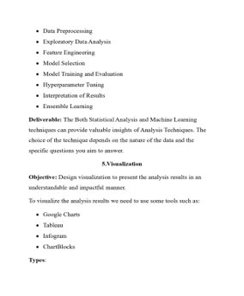 • Data Preprocessing
• Exploratory Data Analysis
• Feature Engineering
• Model Selection
• Model Training and Evaluation
• Hyperparameter Tuning
• Interpretation of Results
• Ensemble Learning
Deliverable: The Both Statistical Analysis and Machine Learning
techniques can provide valuable insights of Analysis Techniques. The
choice of the technique depends on the nature of the data and the
specific questions you aim to answer.
5.Visualization
Objective: Design visualization to present the analysis results in an
understandable and impactful manner.
To visualize the analysis results we need to use some tools such as:
• Google Charts
• Tableau
• Infogram
• ChartBlocks
Types: